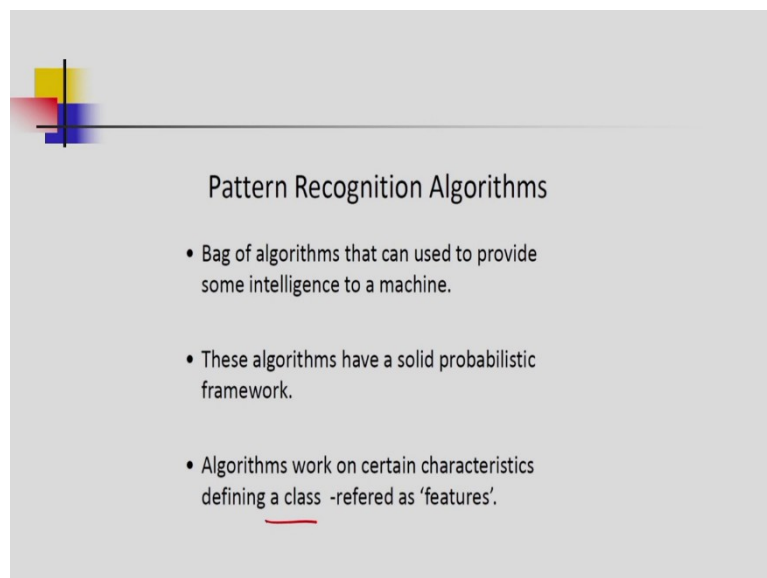 Pattern Recognition Algorithms
• Bag of algorithms that can used to provide
some intelligence to a machine.
• These algorithms have a solid probabilistic
framework.
• Algorithms work on certain characteristics
defining a class -refered as ‘features’.